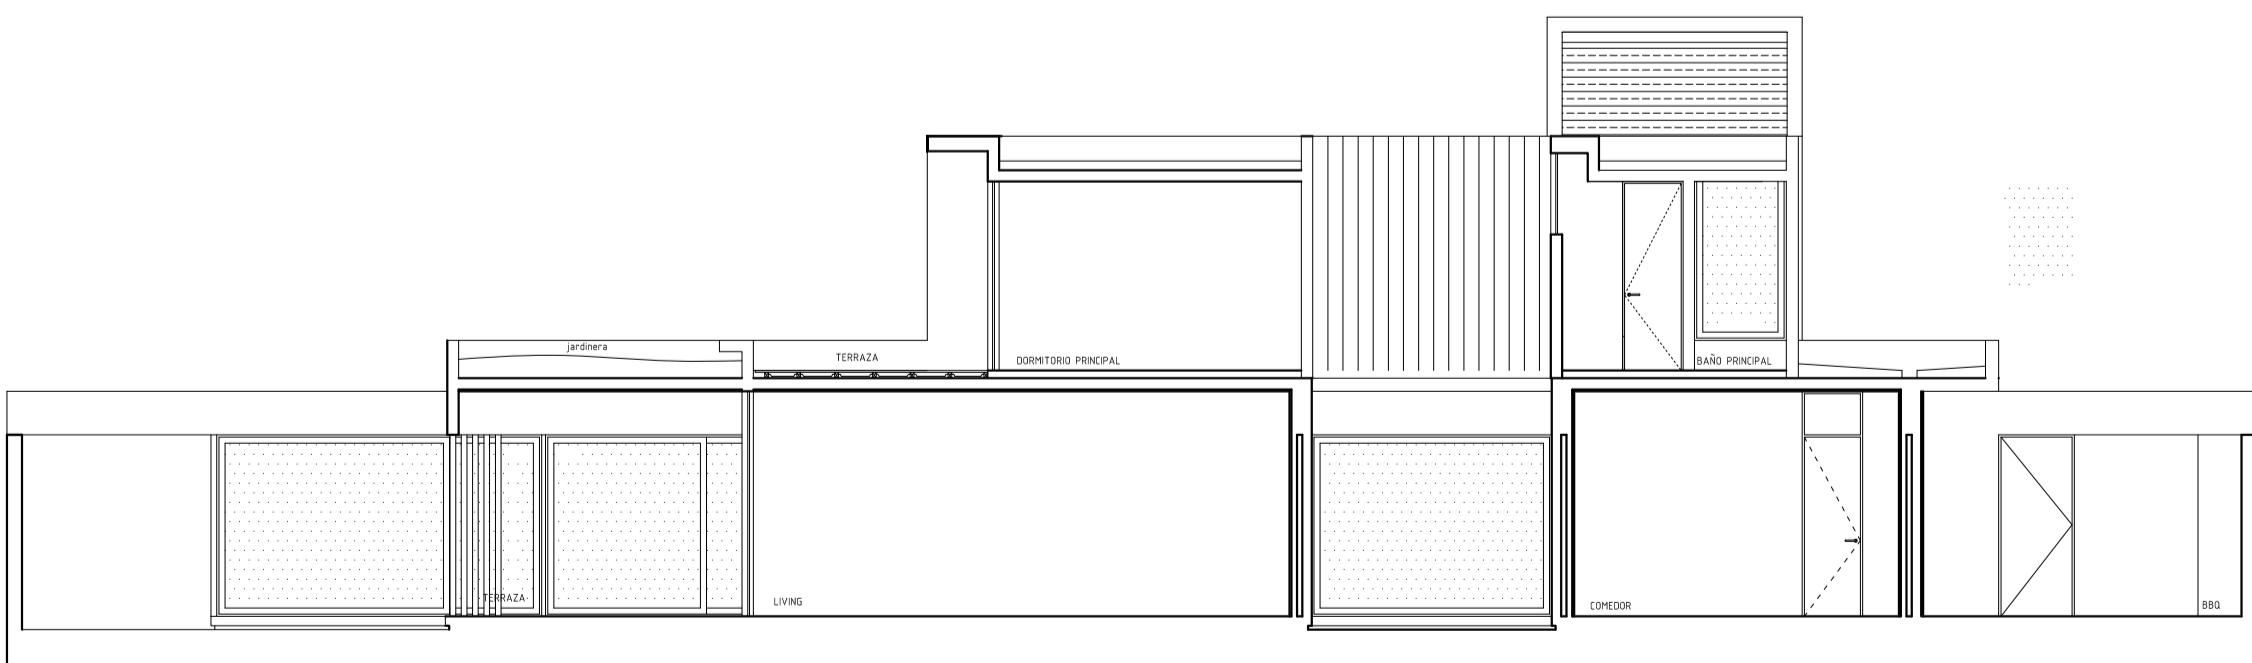 jardinera
TERRAZA
DORMITORIO PRINCIPAL
BAÑO PRINCIPAL
TERRAZA
LIVING
COMEDOR
BBQ